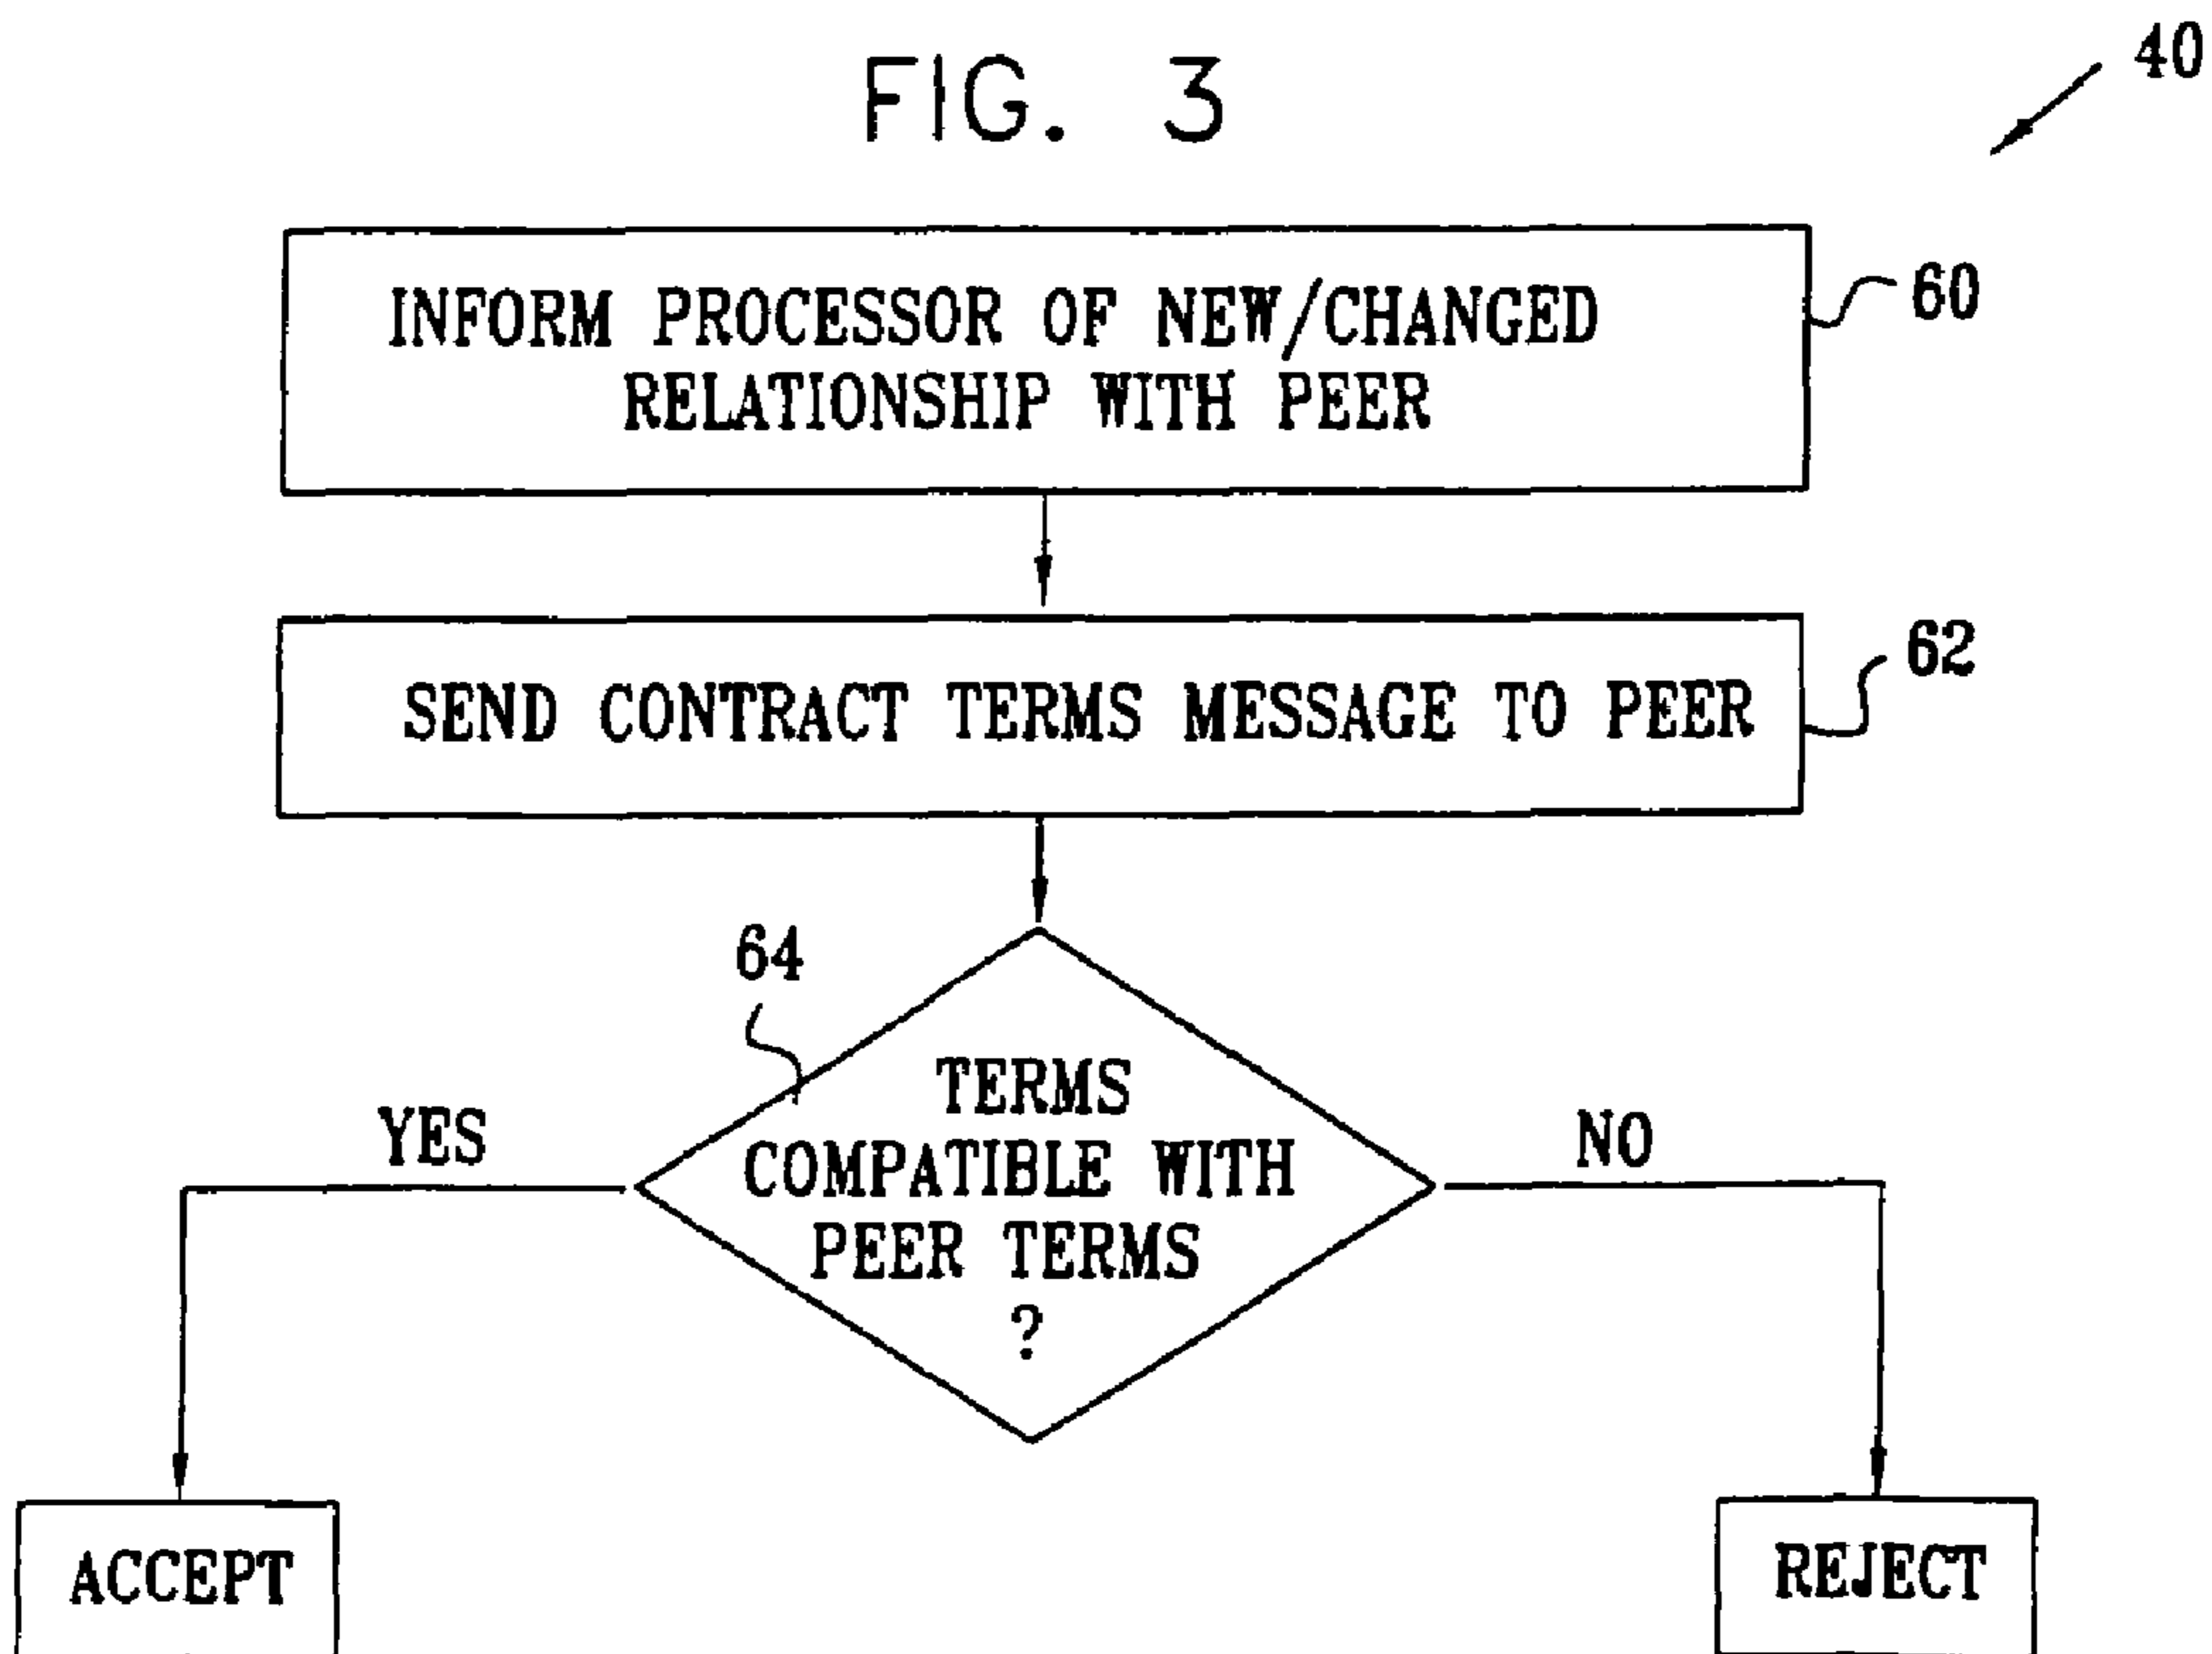 FIG. 3
40
INFORM PROCESSOR OF NEW/CHANGED
RELATIONSHIP WITH PEER
60
SEND CONTRACT TERMS MESSAGE TO PEER
62
64
TERMS
COMPATIBLE WITH
PEER TERMS
?
YES
NO
ACCEPT
REJECT